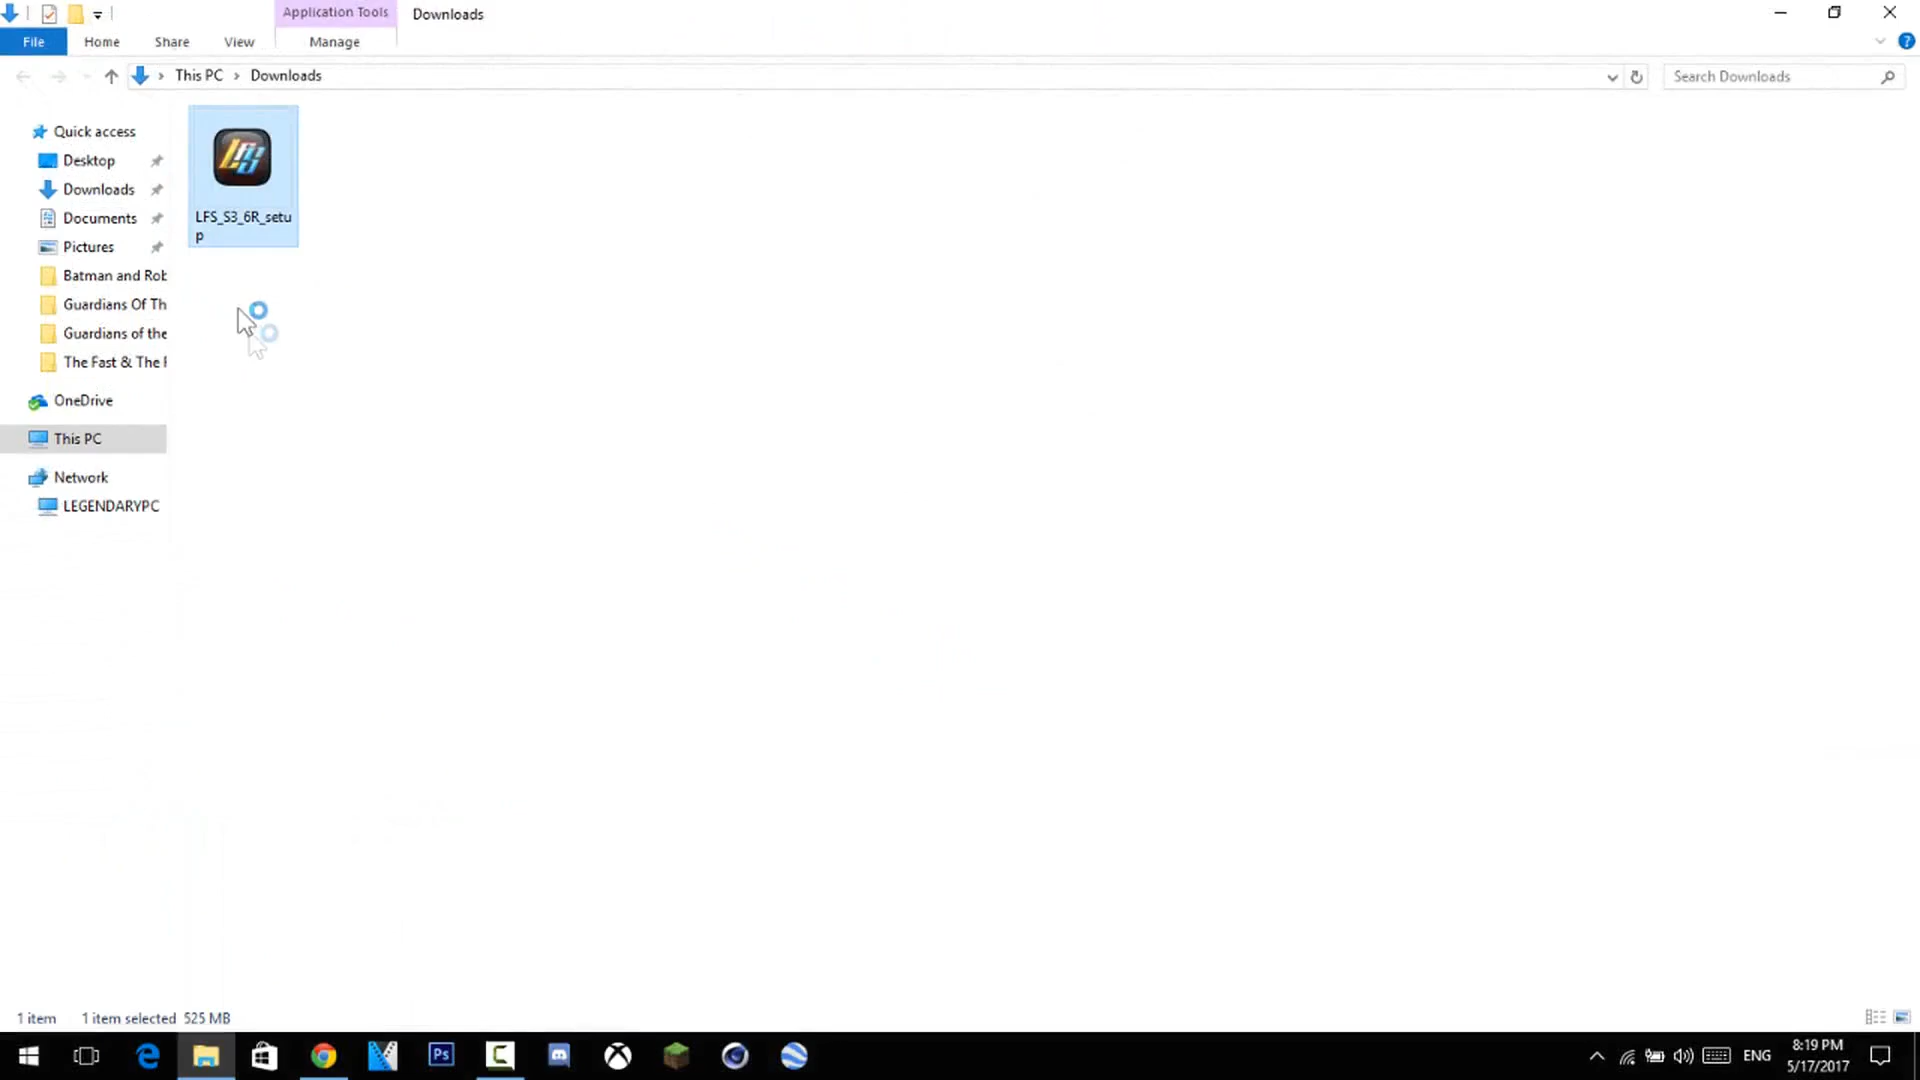 Application Tools
Downloads
File
Home
Share
View
Manage
This PC
Downloads
Search Downloads
Quick access
Desktop
Downloads
Documents
Pictures
Batman and Rob
Guardians Of Th
Guardians of the
The Fast & The F
OneDrive
This PC
Network
LEGENDARYPC
LFS
LFS_S3_6R_setu
p
1 item
1 item selected 525 MB
Ps
ENG
8:19 PM
5/17/2017